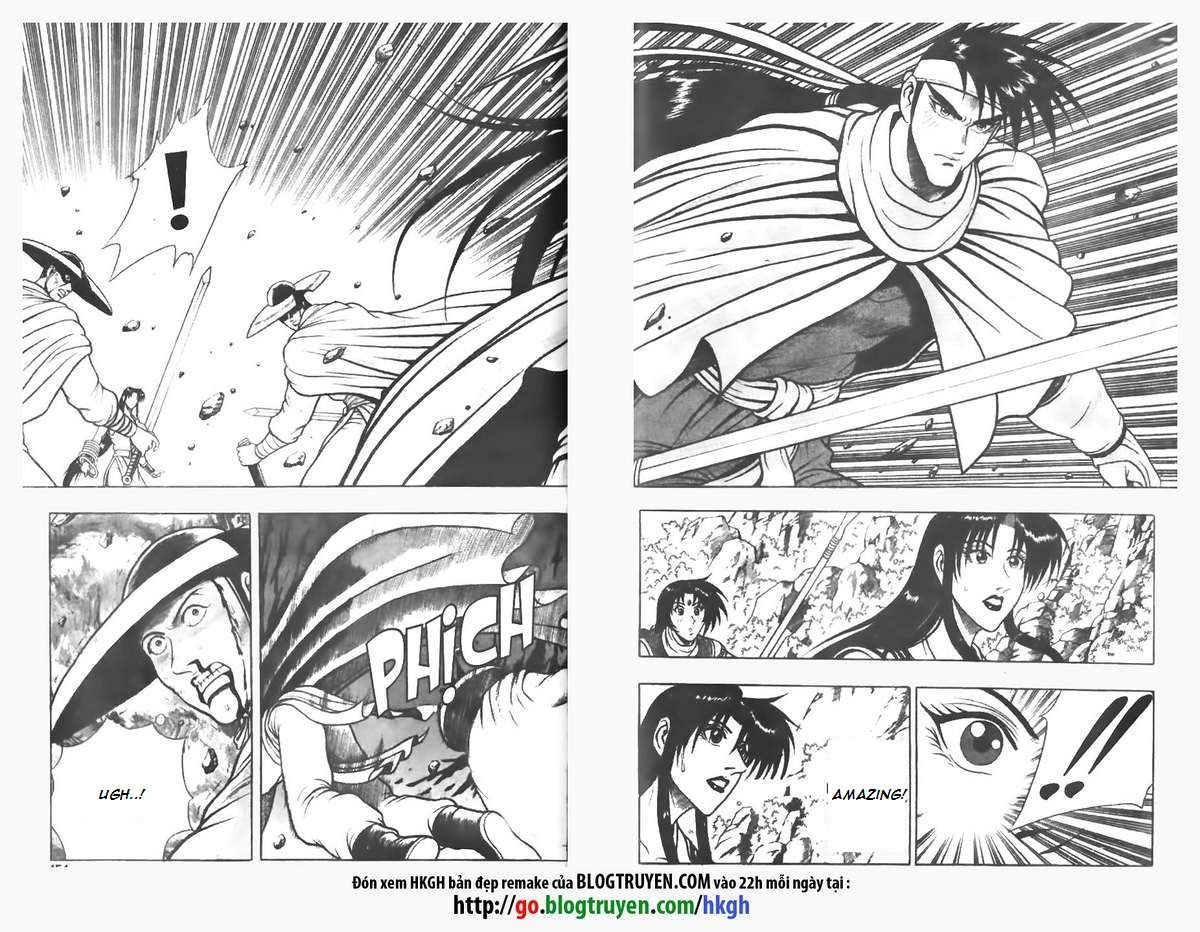 !
PHỊCH
UGH..!
AMAZING!
!!
Đón xem HKGH bản đẹp remake của BLOGTRUYEN.COM vào 22h mỗi ngày tại :
http://go.blogtruyen.com/hkgh